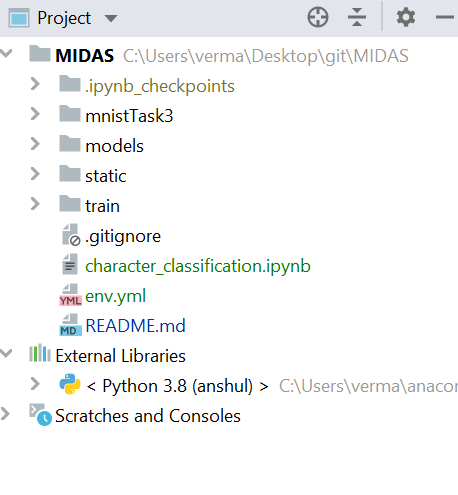 Project
MIDAS C:\Users\verma\Desktop\git\MIDAS
.ipynb_checkpoints
mnistTask3
models
static
train
.gitignore
character_classification.ipynb
YML env.yml
MD README.md
External Libraries
< Python 3.8 (anshul) > C:\Users\verma\anacor
Scratches and Consoles